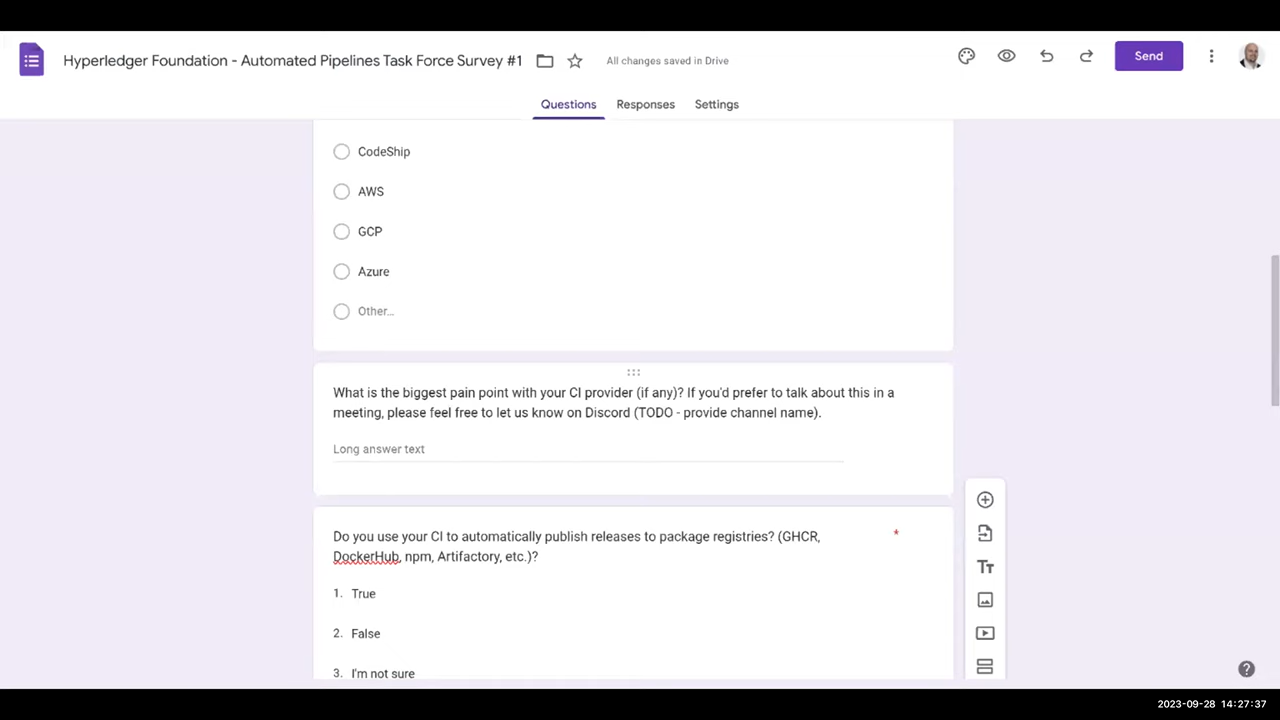 Hyperledger Foundation - Automated Pipelines Task Force Survey #1
All changes saved in Drive
Send
Questions
Responses
Settings
CodeShip
AWS
GCP
Azure
Other...
What is the biggest pain point with your CI provider (if any)? If you'd prefer to talk about this in a
meeting, please feel free to let us know on Discord (TODO - provide channel name).
Long answer text
Do you use your CI to automatically publish releases to package registries? (GHCR,
DockerHub, npm, Artifactory, etc.)?
*
1. True
2. False
3. I'm not sure
Tт
2023-09-28 14:27:37